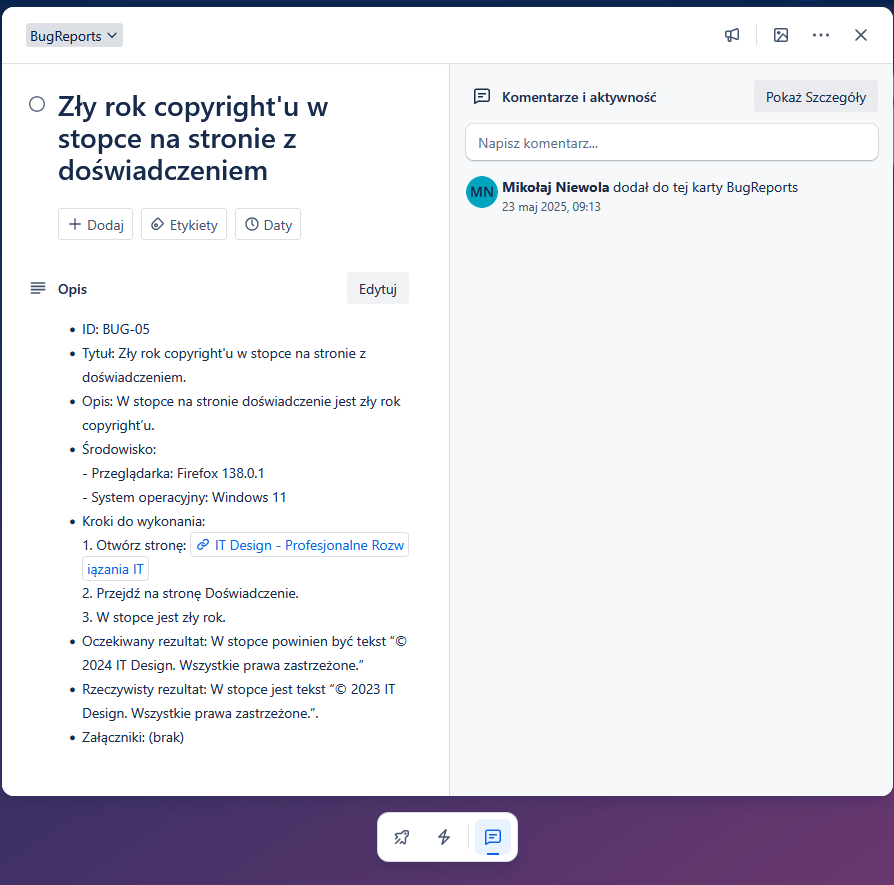 BugReports
Zły rok copyright'u w
stopce na stronie z
doświadczeniem
Dodaj
Etykiety
Daty
Opis
Edytuj
• ID: BUG-05
• Tytuł: Zły rok copyright'u w stopce na stronie z
doświadczeniem.
• Opis: W stopce na stronie doświadczenie jest zły rok
copyright'u.
• Środowisko:
- Przeglądarka: Firefox 138.0.1
- System operacyjny: Windows 11
• Kroki do wykonania:
1. Otwórz stronę: IT Design - Profesjonalne Rozw
iązania IT
2. Przejdź na stronę Doświadczenie.
3. W stopce jest zły rok.
• Oczekiwany rezultat: W stopce powinien być tekst “©
2024 IT Design. Wszystkie prawa zastrzeżone.”
• Rzeczywisty rezultat: W stopce jest tekst “© 2023 IT
Design. Wszystkie prawa zastrzeżone.”.
• Załączniki: (brak)
Komentarze i aktywność
Pokaż Szczegóły
Napisz komentarz...
MN
Mikołaj Niewola dodał do tej karty BugReports
23 maj 2025, 09:13